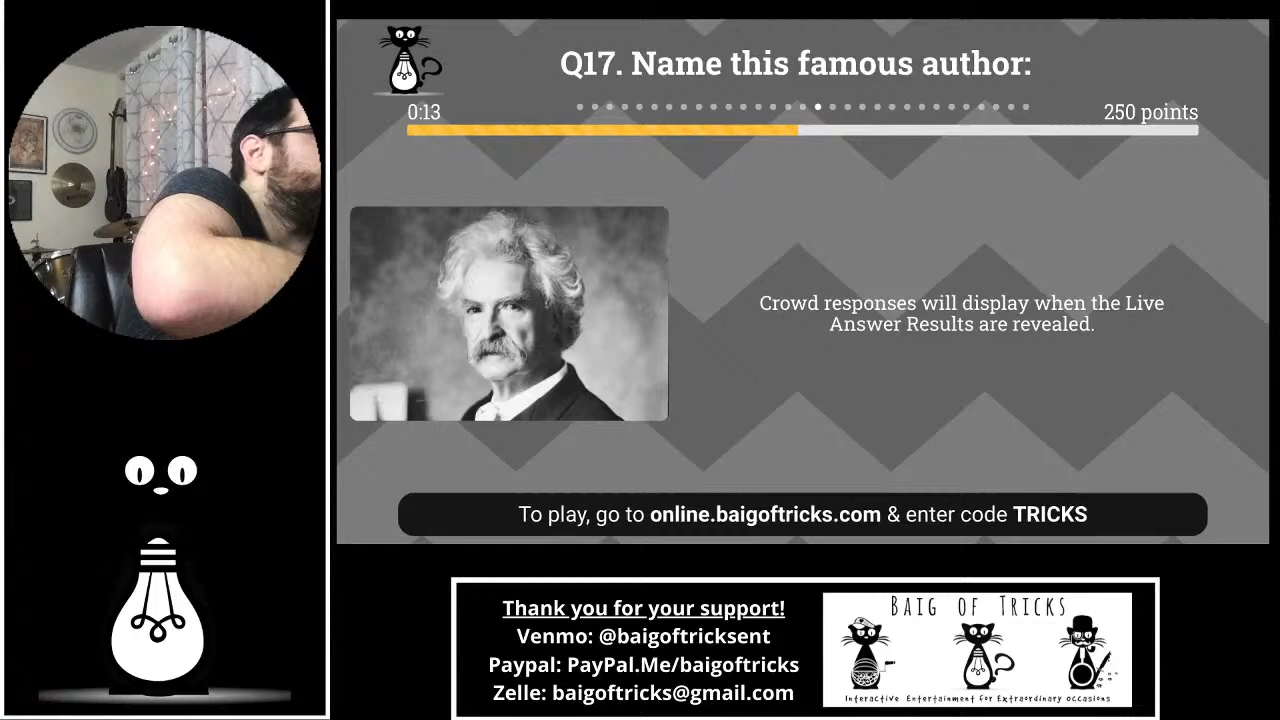 Q17. Name this famous author:
0:13
250 points
Crowd responses will display when the Live
Answer Results are revealed.
To play, go to online.baigoftricks.com & enter code TRICKS
Thank you for your support!
Venmo: @baigoftricksent
Paypal: PayPal.Me/baigoftricks
Zelle: baigoftricks@gmail.com
BAIG OF TRICKS
Interactive Entertainment for Extraordinary occasions